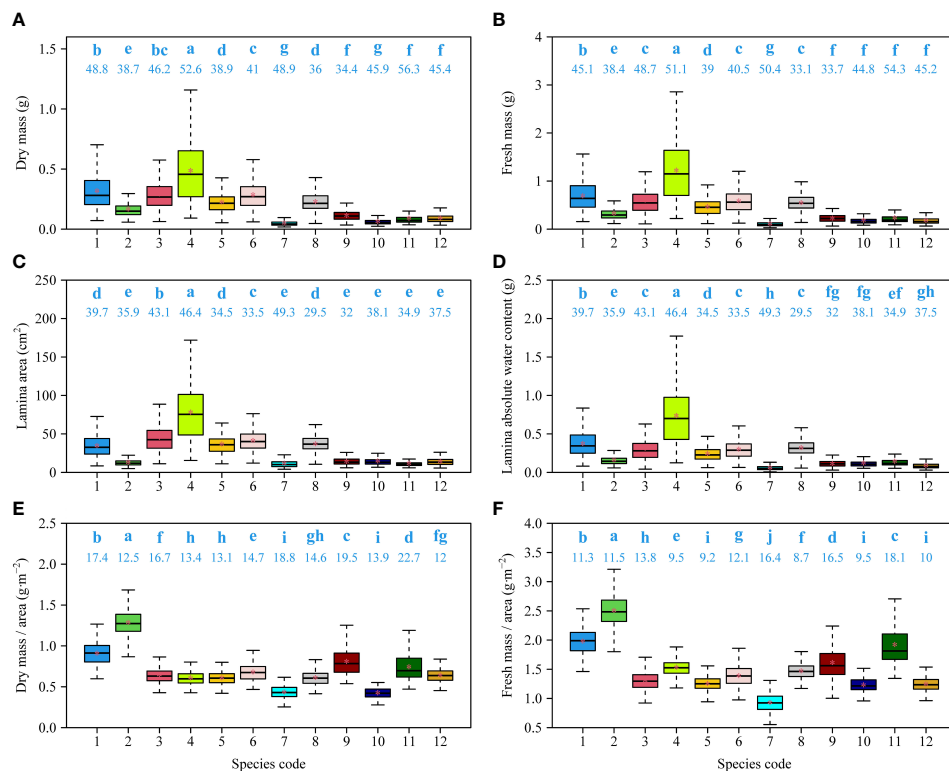 A
b e bc a d c g d f g f f
48.8 38.7 46.2 52.6 38.9 41 48.9 36 34.4 45.9 56.3 45.4
Dry mass (g)
1.5
1.0
0.5
0.0
1 2 3 4 5 6 7 8 9 10 11 12
B
b e c a d c g c f f f f
45.1 38.4 48.7 51.1 39 40.5 50.4 33.1 33.7 44.8 54.3 45.2
Fresh mass (g)
4
3
2
1
0
1 2 3 4 5 6 7 8 9 10 11 12
C
d e b a d c e d e e e e
39.7 35.9 43.1 46.4 34.5 33.5 49.3 29.5 32 38.1 34.9 37.5
Lamina area (cm²)
250
200
150
100
50
0
1 2 3 4 5 6 7 8 9 10 11 12
D
b e c a d c h c fg fg ef gh
39.7 35.9 43.1 46.4 34.5 33.5 49.3 29.5 32 38.1 34.9 37.5
Lamina absolute water content (g)
2.5
2.0
1.5
1.0
0.5
0.0
1 2 3 4 5 6 7 8 9 10 11 12
E
b a f h h e i gh c i d fg
17.4 12.5 16.7 13.4 13.1 14.7 18.8 14.6 19.5 13.9 22.7 12
Dry mass / area (g·m⁻²)
2.5
2.0
1.5
1.0
0.5
0.0
1 2 3 4 5 6 7 8 9 10 11 12
Species code
F
b a h e i g j f d i c i
11.3 11.5 13.8 9.5 9.2 12.1 16.4 8.7 16.5 9.5 18.1 10
Fresh mass / area (g·m⁻²)
4.0
3.5
3.0
2.5
2.0
1.5
1.0
0.5
1 2 3 4 5 6 7 8 9 10 11 12
Species code